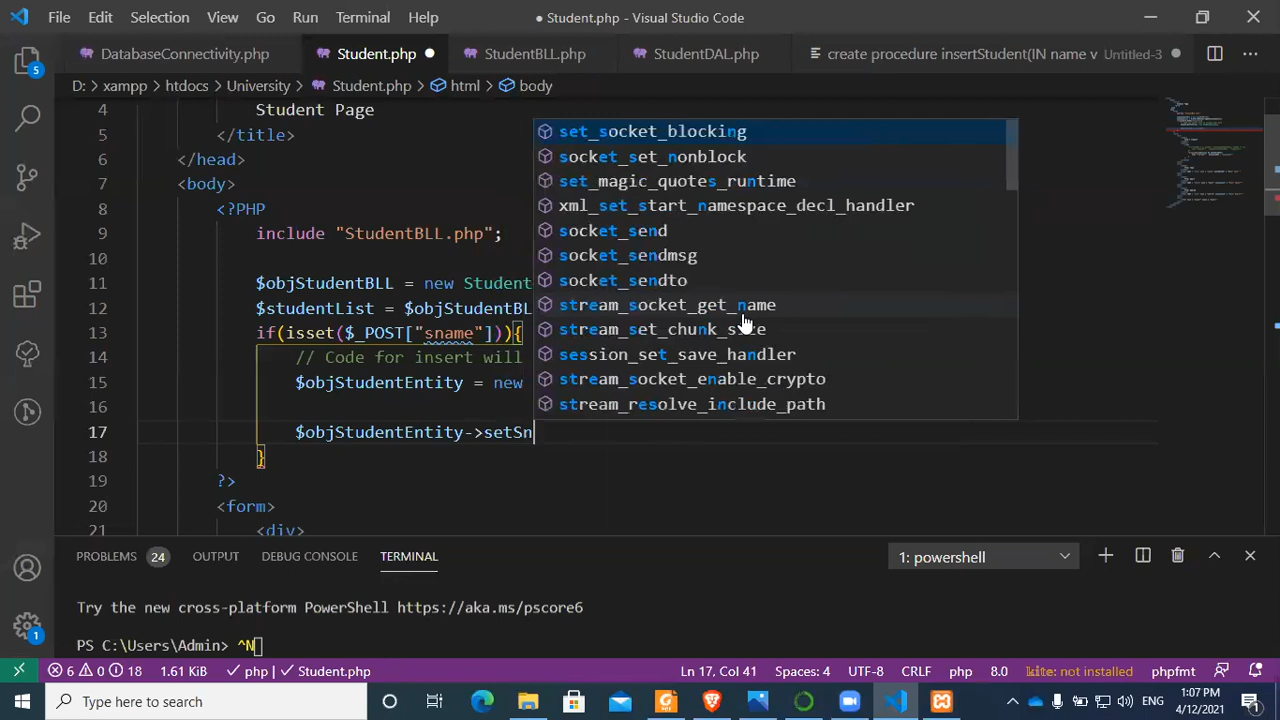 File Edit Selection View Go Run Terminal Help
● Student.php - Visual Studio Code
DatabaseConnectivity.php Student.php StudentBLL.php StudentDAL.php create procedure insertStudent(IN name v Untitled-3
D: > xampp > htdocs > University > Student.php > html > body
4 Student Page
5 </title>
6 </head>
7 <body>
8 <?PHP
9 include "StudentBLL.php";
11 $objStudentBLL = new Student
12 $studentList = $objStudentBL
13 if(isset($_POST["sname"])){
14 // Code for insert will
15 $objStudentEntity = new
16
17 $objStudentEntity->setSn
18 }
19 ?>
20 <form>
21 <div>
set_socket_blocking
socket_set_nonblock
set_magic_quotes_runtime
xml_set_start_namespace_decl_handler
socket_send
socket_sendmsg
socket_sendto
stream_socket_get_name
stream_set_chunk_size
session_set_save_handler
stream_socket_enable_crypto
stream_resolve_include_path
5
PROBLEMS 24 OUTPUT DEBUG CONSOLE TERMINAL 1: powershell
Try the new cross-platform PowerShell https://aka.ms/pscore6
PS C:\Users\Admin> ^N
1
6 0 18 1.61 KiB php | Student.php Ln 17, Col 41 Spaces: 4 UTF-8 CRLF php 8.0 kite: not installed phpfmt
Type here to search
ENG 1:07 PM
4/12/2021